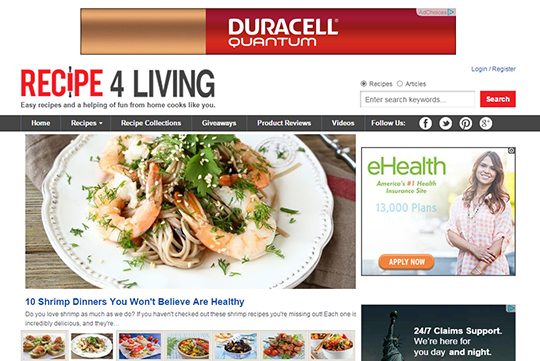 DURACELL®
QUANTUM
AdChoices
Login / Register
RECIPE 4 LIVING
Easy recipes and a helping of fun from home cooks like you.
Recipes Articles
Enter search keywords...
Search
Home Recipes Recipe Collections Giveaways Product Reviews Videos Follow Us:
eHealth
America's #1 Health
Insurance Site
13,000 Plans
APPLY NOW
10 Shrimp Dinners You Won't Believe Are Healthy
Do you love shrimp as much as we do? If you haven't checked out these shrimp recipes you're missing out! Each one is
incredibly delicious, and they're...
24/7 Claims Support.
We're here for
you day and night.